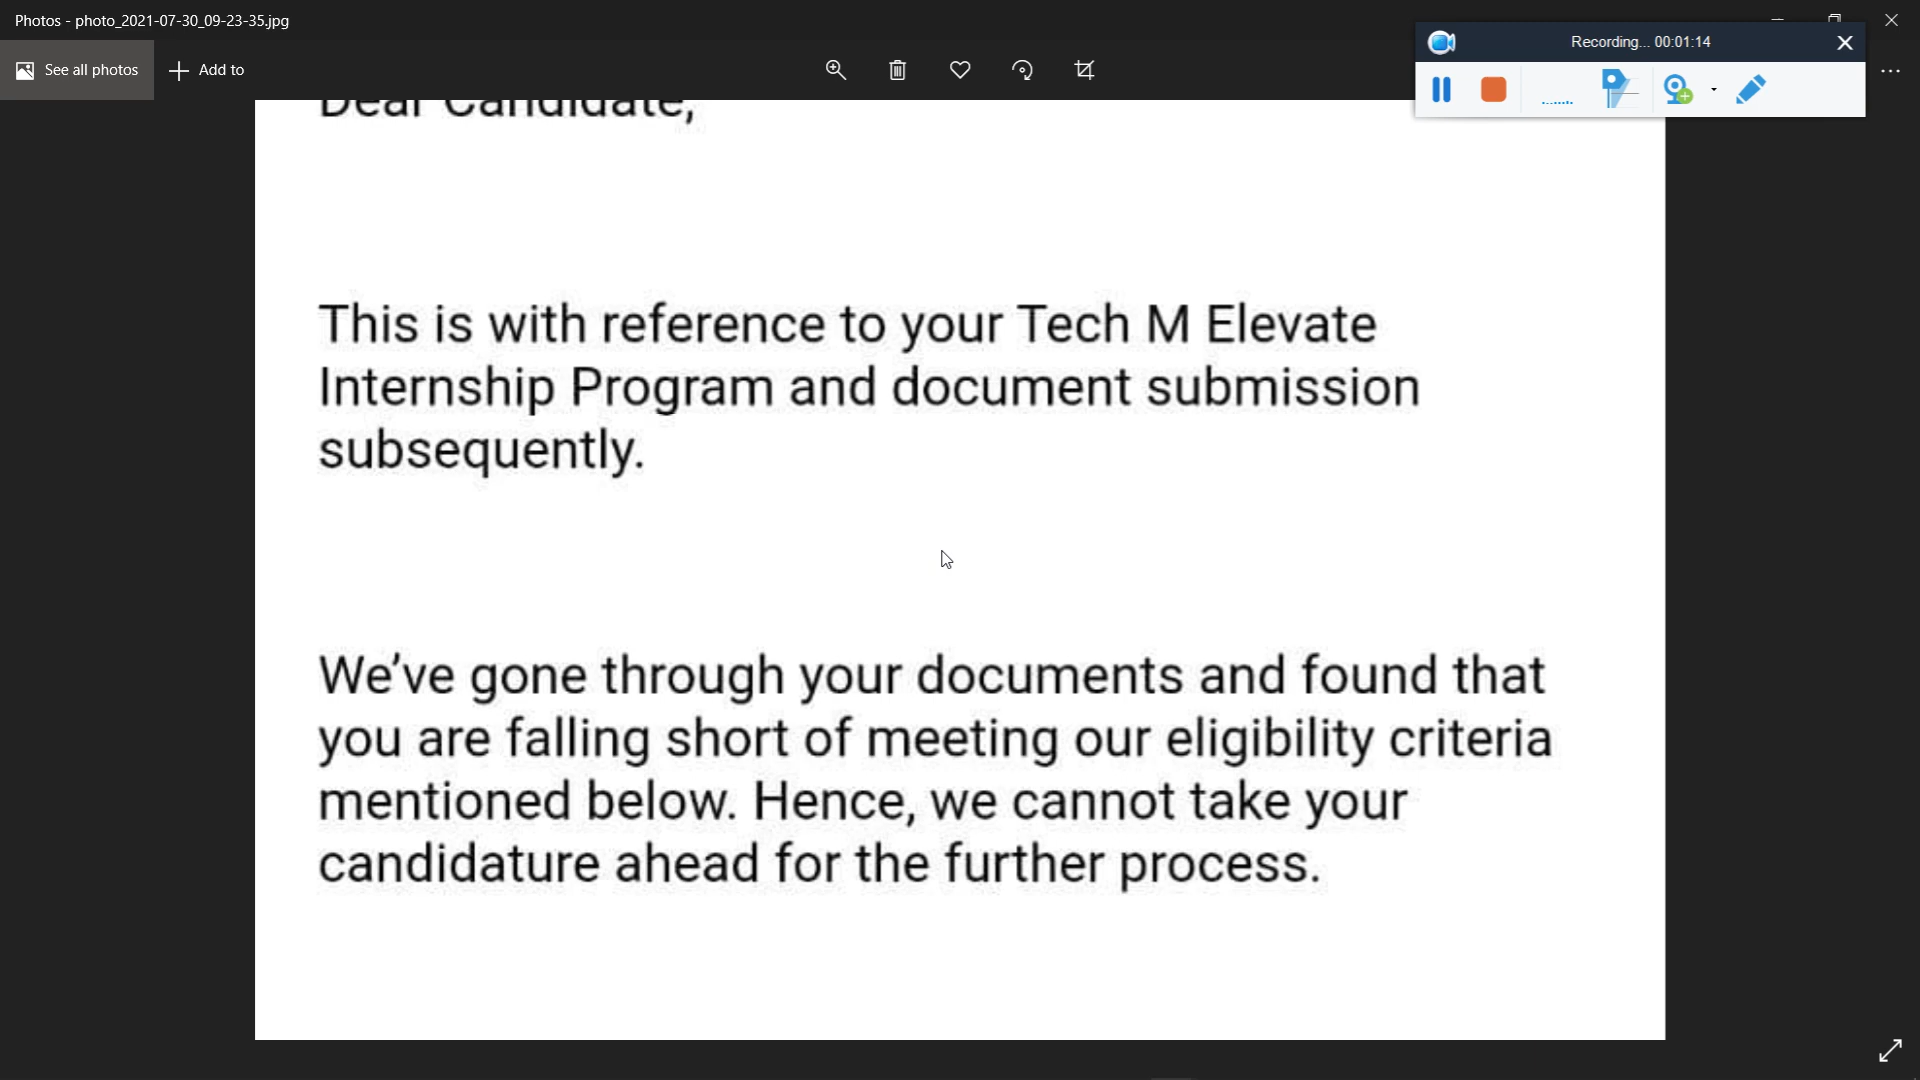 Photos - photo_2021-07-30_09-23-35.jpg
Recording... 00:01:14
See all photos
Add to
Dear Candidate,
This is with reference to your Tech M Elevate
Internship Program and document submission
subsequently.
We've gone through your documents and found that
you are falling short of meeting our eligibility criteria
mentioned below. Hence, we cannot take your
candidature ahead for the further process.